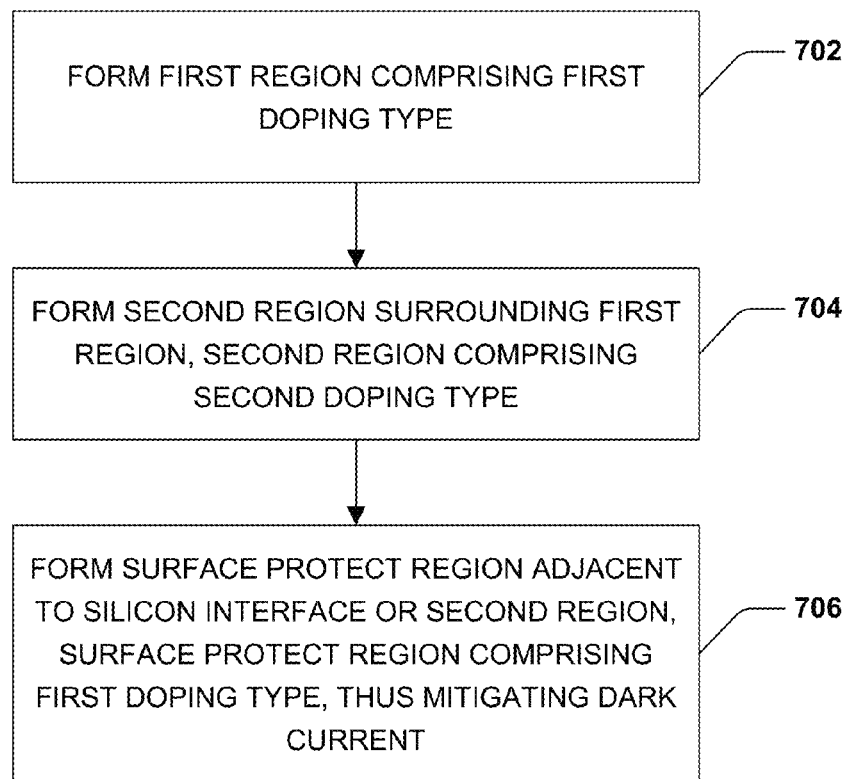 FORM FIRST REGION COMPRISING FIRST
DOPING TYPE
702
FORM SECOND REGION SURROUNDING FIRST
REGION, SECOND REGION COMPRISING
SECOND DOPING TYPE
704
FORM SURFACE PROTECT REGION ADJACENT
TO SILICON INTERFACE OR SECOND REGION,
SURFACE PROTECT REGION COMPRISING
FIRST DOPING TYPE, THUS MITIGATING DARK
CURRENT
706